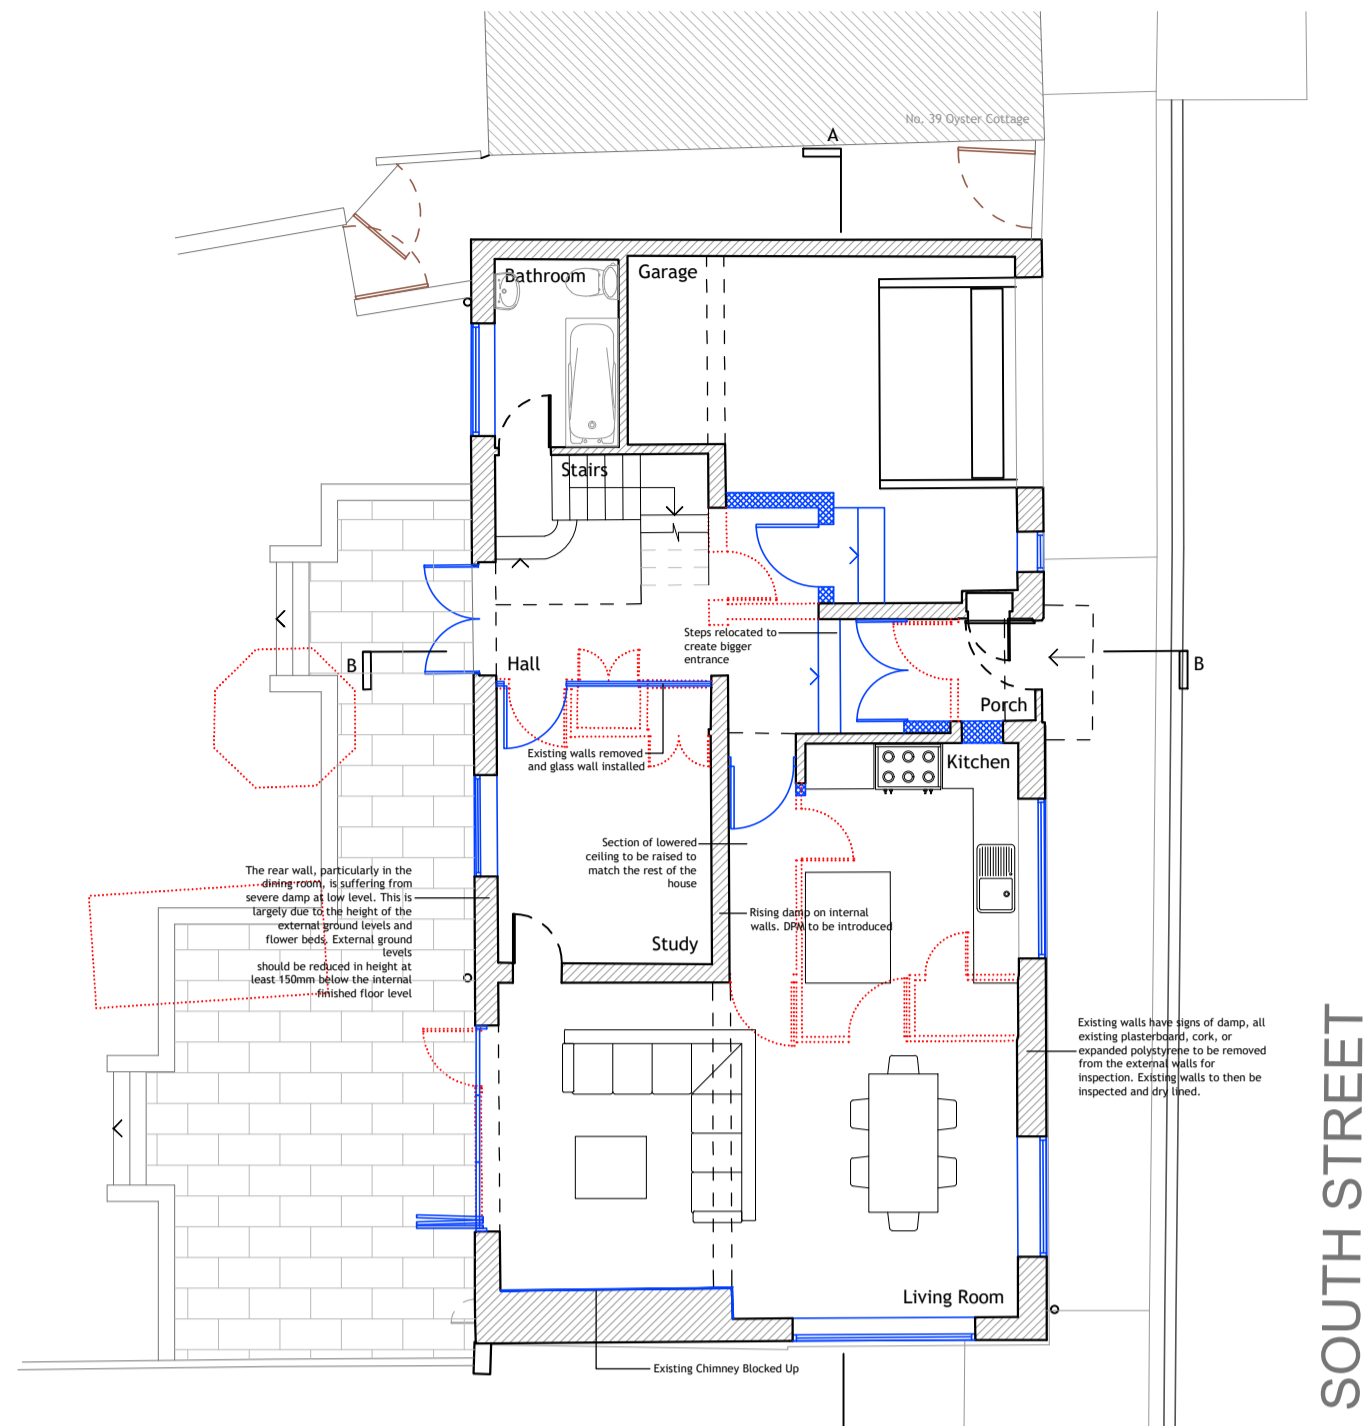 No. 39 Oyster Cottage
A
Bathroom
Garage
Stairs
Steps relocated to
create bigger
entrance
B
Hall
B
Porch
Existing walls removed
and glass wall installed
Kitchen
Section of lowered
ceiling to be raised to
match the rest of the
house
The rear wall, particularly in the
dining room, is suffering from
severe damp at low level. This is
largely due to the height of the
external ground levels and
flower beds. External ground
levels
should be reduced in height at
least 150mm below the internal
finished floor level
Rising damp on internal
walls. DPM to be introduced
Study
Existing walls have signs of damp, all
existing plasterboard, cork, or
expanded polystyrene to be removed
from the external walls for
inspection. Existing walls to then be
inspected and dry lined.
Living Room
Existing Chimney Blocked Up
SOUTH STREET